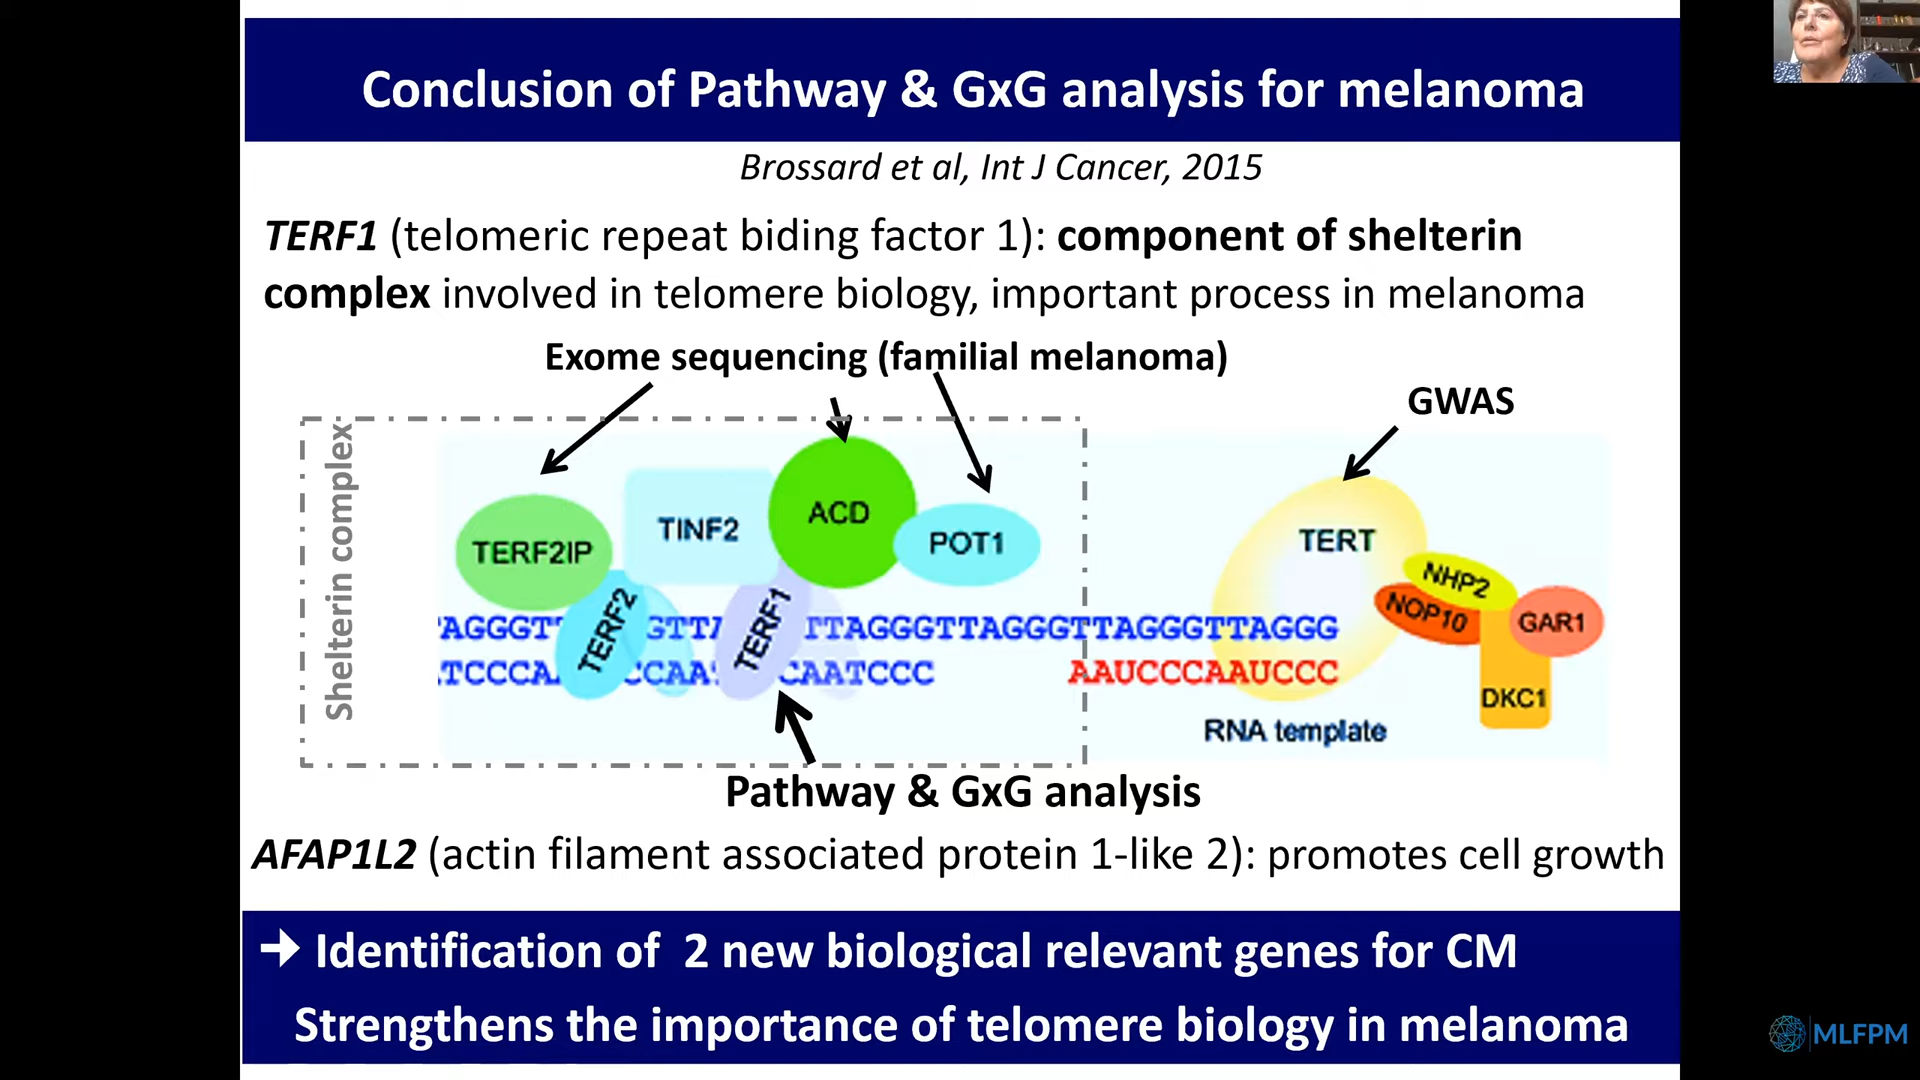 Conclusion of Pathway & GxG analysis for melanoma
Brossard et al, Int J Cancer, 2015
TERF1 (telomeric repeat biding factor 1): component of shelterin
complex involved in telomere biology, important process in melanoma
Exome sequencing (familial melanoma)
GWAS
Shelterin complex
TERF2IP
TINF2
ACD
POT1
TERT
NHP2
NOP10
GAR1
DKC1
TERF2
TERF1
AGGGT GTTA TTAGGGTTAGGGTTAGGGTTAGGG
TCCCA CCAA CAATCCC AAUCCCAAUCCC
RNA template
Pathway & GxG analysis
AFAP1L2 (actin filament associated protein 1-like 2): promotes cell growth
➔ Identification of 2 new biological relevant genes for CM
Strengthens the importance of telomere biology in melanoma
MLFPM